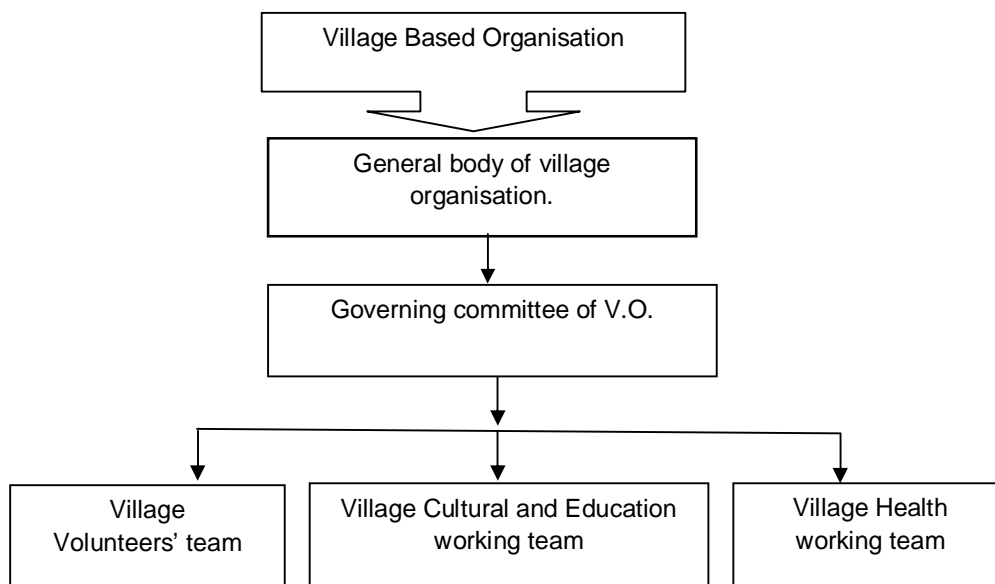 Village Based Organisation
General body of village
organisation.
Governing committee of V.O.
Village
Volunteers’ team
Village Cultural and Education
working team
Village Health
working team